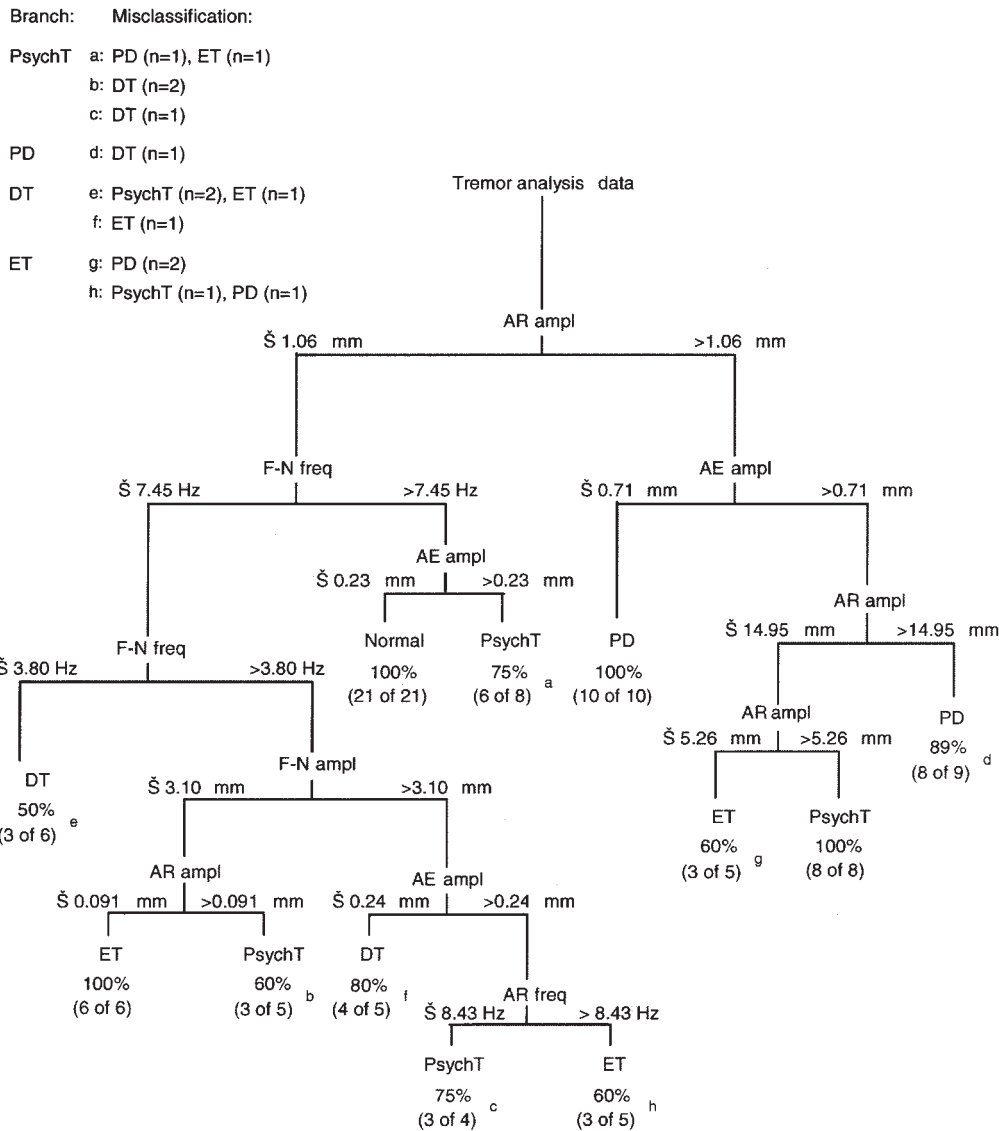 Branch: Misclassification:
PsychT a: PD (n=1), ET (n=1)
b: DT (n=2)
c: DT (n=1)
PD d: DT (n=1)
DT e: PsychT (n=2), ET (n=1)
f: ET (n=1)
ET g: PD (n=2)
h: PsychT (n=1), PD (n=1)
Tremor analysis data
AR ampl
Š 1.06 mm >1.06 mm
F-N freq AE ampl
Š 7.45 Hz >7.45 Hz Š 0.71 mm >0.71 mm
AE ampl
Š 0.23 mm >0.23 mm
AR ampl
Š 14.95 mm >14.95 mm
Normal PsychT PD
100% 75% a 100%
(21 of 21) (6 of 8) (10 of 10)
F-N freq
Š 3.80 Hz >3.80 Hz
AR ampl PD
Š 5.26 mm >5.26 mm 89% d
(8 of 9)
F-N ampl
Š 3.10 mm >3.10 mm
DT
50% e
(3 of 6)
ET PsychT
60% g 100%
(3 of 5) (8 of 8)
AR ampl AE ampl
Š 0.091 mm >0.091 mm Š 0.24 mm >0.24 mm
ET PsychT DT
100% 60% b 80% f
(6 of 6) (3 of 5) (4 of 5)
AR freq
Š 8.43 Hz > 8.43 Hz
PsychT ET
75% c 60% h
(3 of 4) (3 of 5)